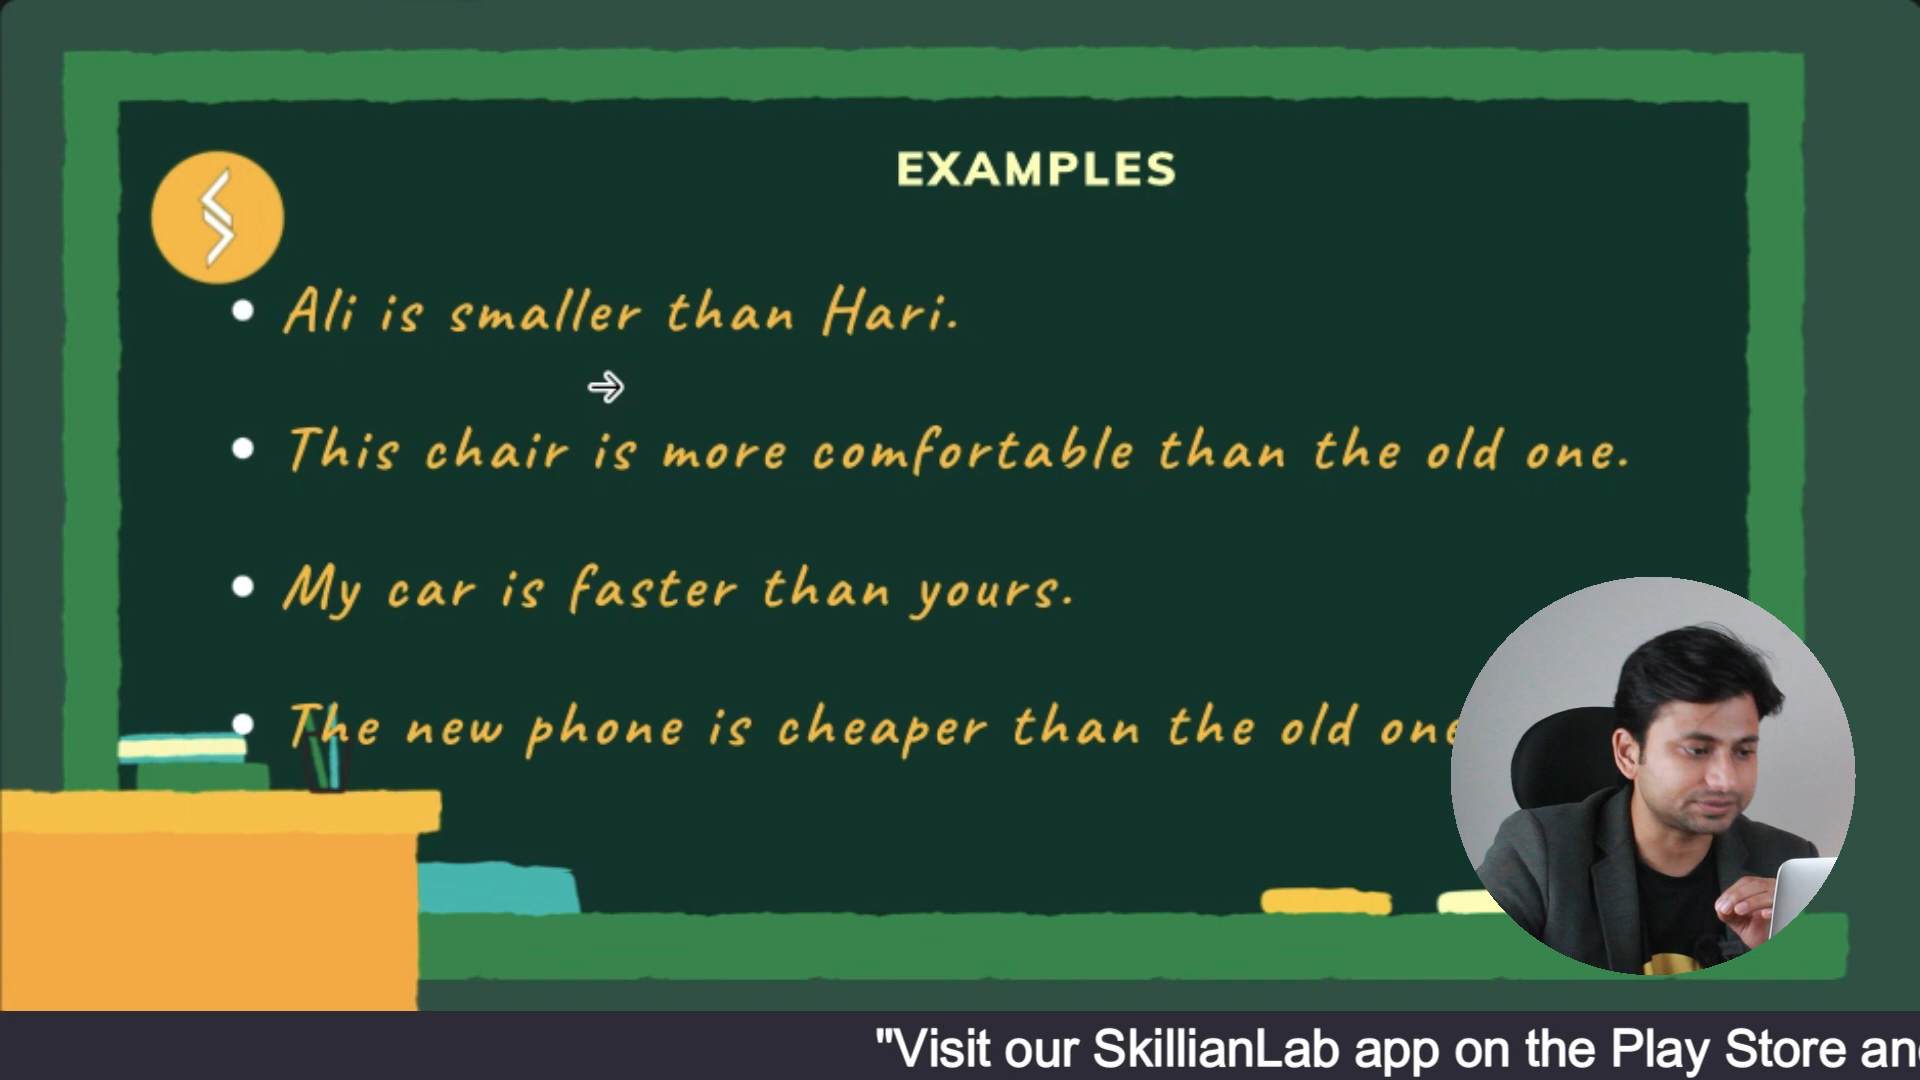 EXAMPLES
Ali is smaller than Hari.
This chair is more comfortable than the old one.
My car is faster than yours.
The new phone is cheaper than the old one
"Visit our SkillianLab app on the Play Store and